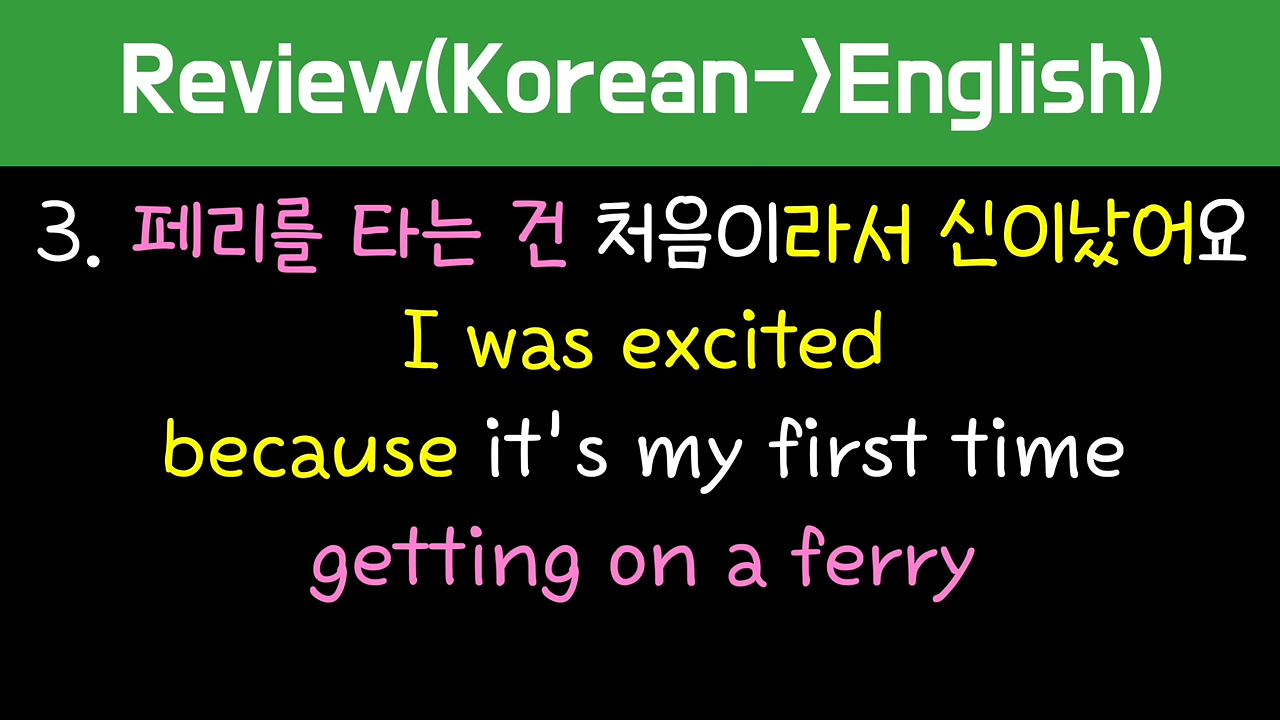 Review(Korean->English)
3. 페리를 타는 건 처음이라서 신이났어요
I was excited
because it's my first time
getting on a ferry